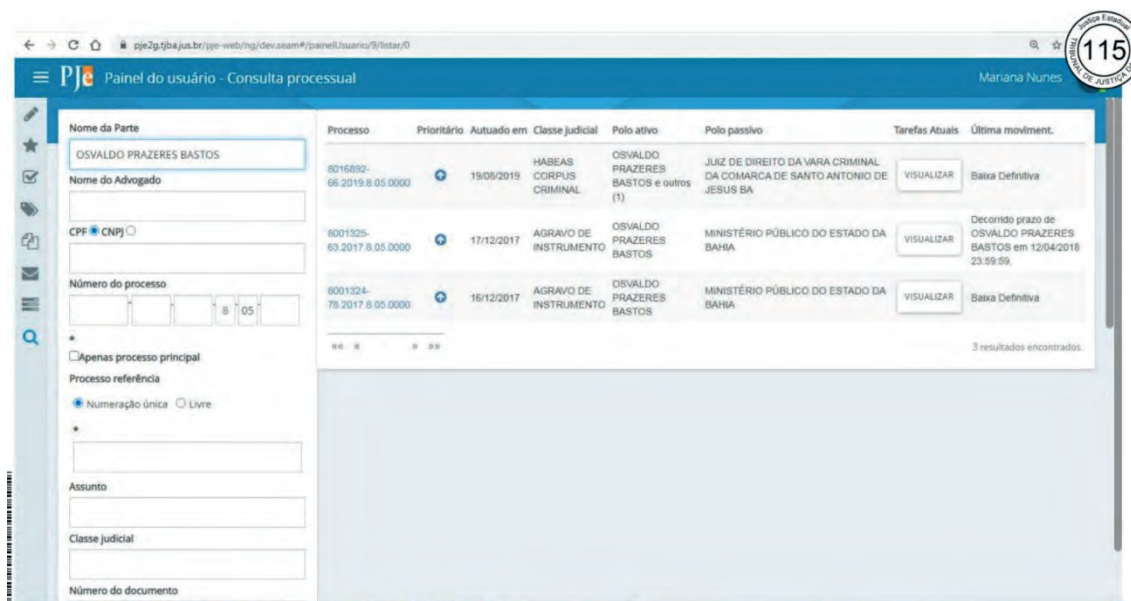 pje2g.tjba.jus.br/pje-web/ng/dev.seam#/painelUsuario/9/listar/0
Justiça Estadual
115
TRIBUNAL DE JUSTIÇA D
PJe Painel do usuário - Consulta processual
Mariana Nunes
Nome da Parte
OSVALDO PRAZERES BASTOS
Nome do Advogado
CPF CNPJ
Número do processo
- . 8 05
*
Apenas processo principal
Processo referência
Numeração única Livre
*
Assunto
Classe judicial
Número do documento
Processo Prioritário Autuado em Classe judicial Polo ativo Polo passivo Tarefas Atuais Última moviment.
8016892-
66.2019.8.05.0000
19/08/2019
HABEAS
CORPUS
CRIMINAL
OSVALDO
PRAZERES
BASTOS e outros
(1)
JUIZ DE DIREITO DA VARA CRIMINAL
DA COMARCA DE SANTO ANTONIO DE
JESUS BA
VISUALIZAR
Baixa Definitiva
8001325-
63.2017.8.05.0000
17/12/2017
AGRAVO DE
INSTRUMENTO
OSVALDO
PRAZERES
BASTOS
MINISTÉRIO PÚBLICO DO ESTADO DA
BAHIA
VISUALIZAR
Decorrido prazo de
OSVALDO PRAZERES
BASTOS em 12/04/2018
23:59:59.
8001324-
78.2017.8.05.0000
16/12/2017
AGRAVO DE
INSTRUMENTO
OSVALDO
PRAZERES
BASTOS
MINISTÉRIO PÚBLICO DO ESTADO DA
BAHIA
VISUALIZAR
Baixa Definitiva
«« « » »»
3 resultados encontrados.